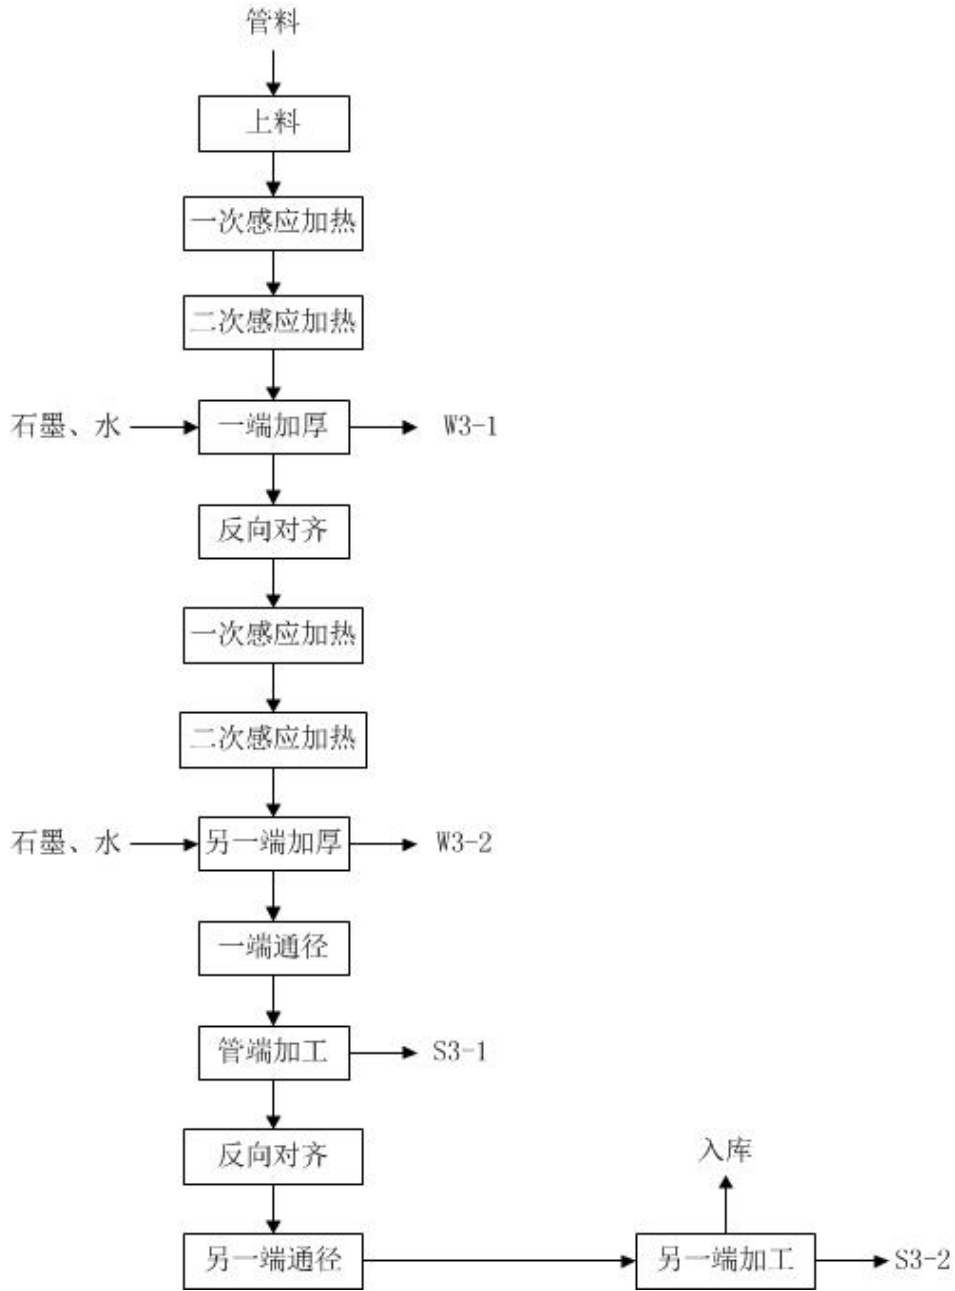 管料
上料
一次感应加热
二次感应加热
石墨、水
一端加厚
W3-1
反向对齐
一次感应加热
二次感应加热
石墨、水
另一端加厚
W3-2
一端通径
管端加工
S3-1
反向对齐
入库
另一端通径
另一端加工
S3-2